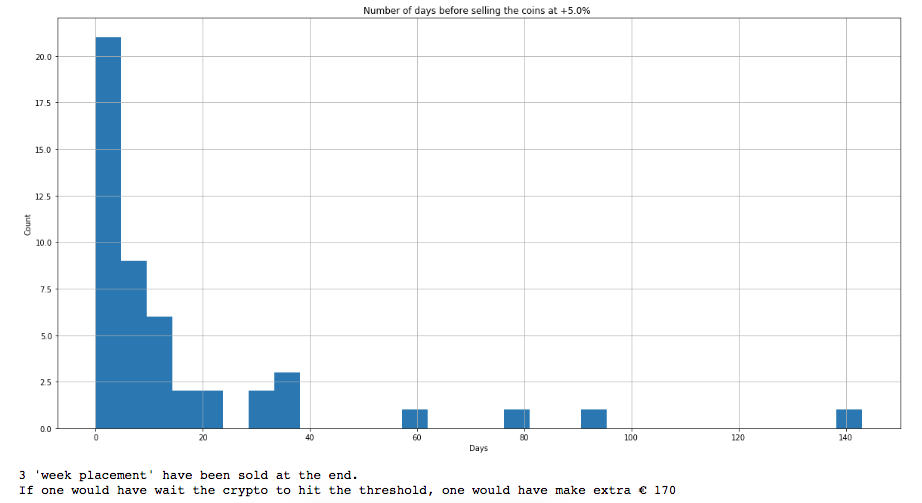 Number of days before selling the coins at +5.0%
20.0
17.5
15.0
12.5
10.0
7.5
5.0
2.5
0.0
Count
0 20 40 60 80 100 120 140
Days
3 'week placement' have been sold at the end.
If one would have wait the crypto to hit the threshold, one would have make extra € 170